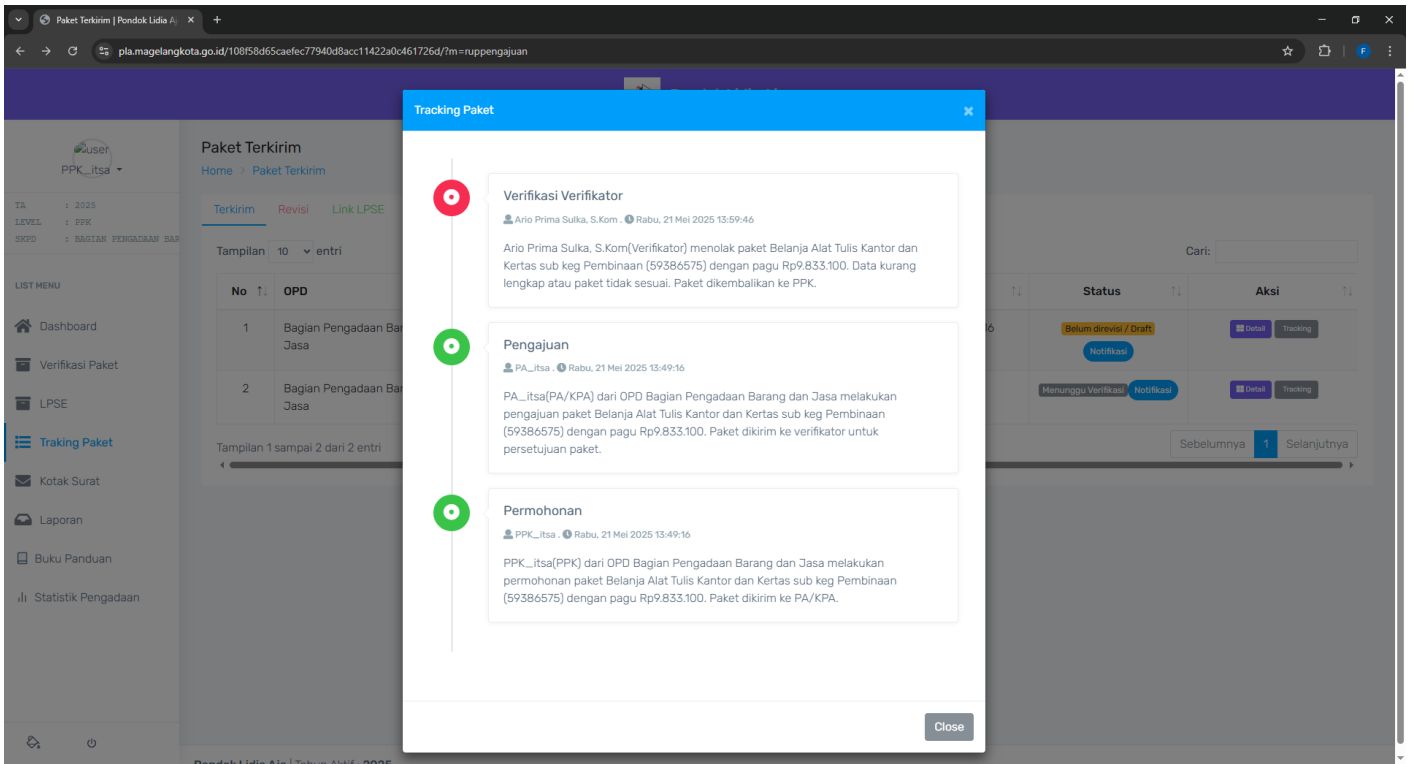 Paket Terkirim | Pondok Lidia Aj
pla.magelangkota.go.id/108f58d65caefec77940d8acc11422a0c461726d/?m=ruppengajuan
F
Tracking Paket
user
PPK_itsa
TA : 2025
LEVEL : PPK
SKPD : BAGIAN PENGADAAN BAR
LIST MENU
Dashboard
Verifikasi Paket
LPSE
Traking Paket
Kotak Surat
Laporan
Buku Panduan
Statistik Pengadaan
Paket Terkirim
Home > Paket Terkirim
Terkirim Revisi Link LPSE
Tampilan 10 entri
Cari:
No OPD Status Aksi
1 Bagian Pengadaan Bar
Jasa
Belum direvisi / Draft
Notifikasi
Detail Tracking
2 Bagian Pengadaan Bar
Jasa
Menunggu Verifikasi Notifikasi
Detail Tracking
Tampilan 1 sampai 2 dari 2 entri
Sebelumnya 1 Selanjutnya
Verifikasi Verifikator
Ario Prima Sulka, S.Kom . Rabu, 21 Mei 2025 13:59:46
Ario Prima Sulka, S.Kom(Verifikator) menolak paket Belanja Alat Tulis Kantor dan
Kertas sub keg Pembinaan (59386575) dengan pagu Rp9.833.100. Data kurang
lengkap atau paket tidak sesuai. Paket dikembalikan ke PPK.
Pengajuan
PA_itsa . Rabu, 21 Mei 2025 13:49:16
PA_itsa(PA/KPA) dari OPD Bagian Pengadaan Barang dan Jasa melakukan
pengajuan paket Belanja Alat Tulis Kantor dan Kertas sub keg Pembinaan
(59386575) dengan pagu Rp9.833.100. Paket dikirim ke verifikator untuk
persetujuan paket.
Permohonan
PPK_itsa . Rabu, 21 Mei 2025 13:49:16
PPK_itsa(PPK) dari OPD Bagian Pengadaan Barang dan Jasa melakukan
permohonan paket Belanja Alat Tulis Kantor dan Kertas sub keg Pembinaan
(59386575) dengan pagu Rp9.833.100. Paket dikirim ke PA/KPA.
Close
Pondok Lidia Aja | Tahun Aktif : 2025